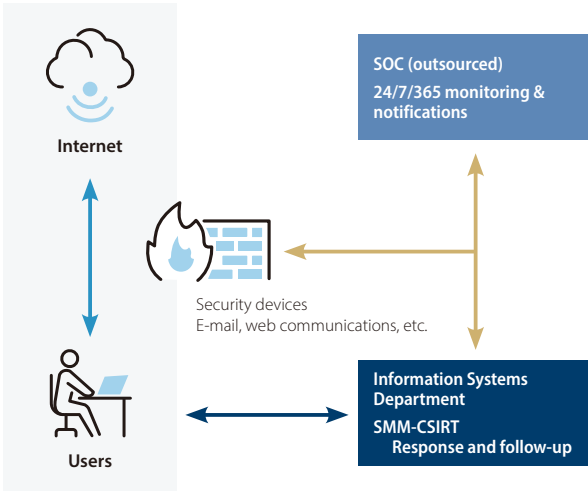 Internet
SOC (outsourced)
24/7/365 monitoring &
notifications
Security devices
E-mail, web communications, etc.
Users
Information Systems
Department
SMM-CSIRT
Response and follow-up